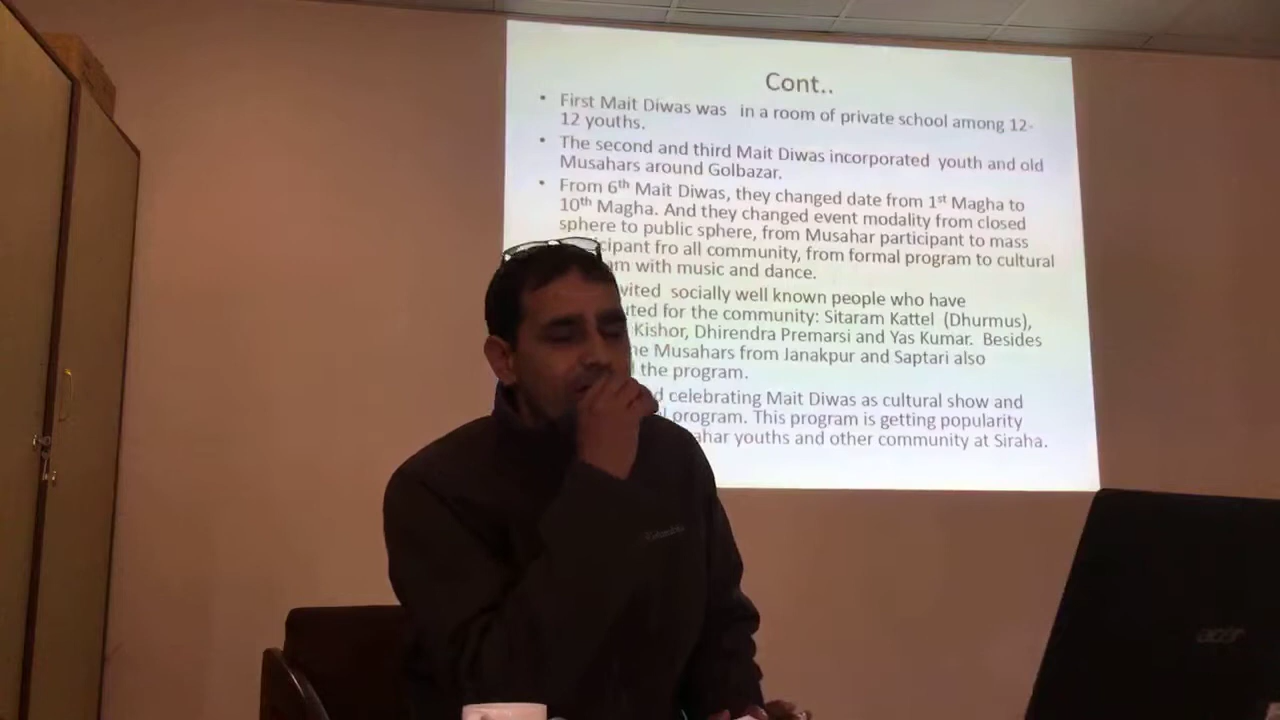 Cont..
• First Mait Diwas was in a room of private school among 12-
12 youths.
• The second and third Mait Diwas incorporated youth and old
Musahars around Golbazar.
• From 6th Mait Diwas, they changed date from 1st Magha to
10th Magha. And they changed event modality from closed
sphere to public sphere, from Musahar participant to mass
cipant fro all community, from formal program to cultural
am with music and dance.
vited socially well known people who have
uted for the community: Sitaram Kattel (Dhurmus),
Kishor, Dhirendra Premarsi and Yas Kumar. Besides
ne Musahars from Janakpur and Saptari also
the program.
d celebrating Mait Diwas as cultural show and
l program. This program is getting popularity
ahar youths and other community at Siraha.
Columbia
acer